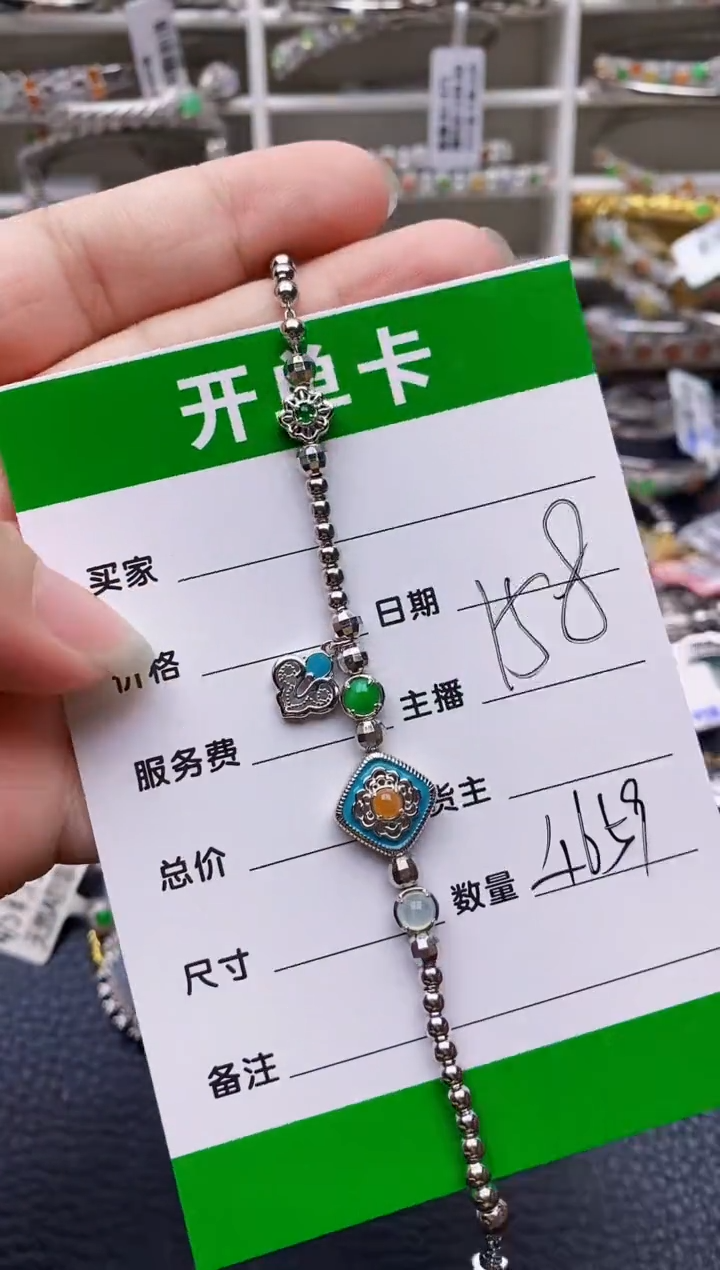 开单卡
买家
日期 158
价格
主播
服务费
货主
总价
数量 4659
尺寸
备注